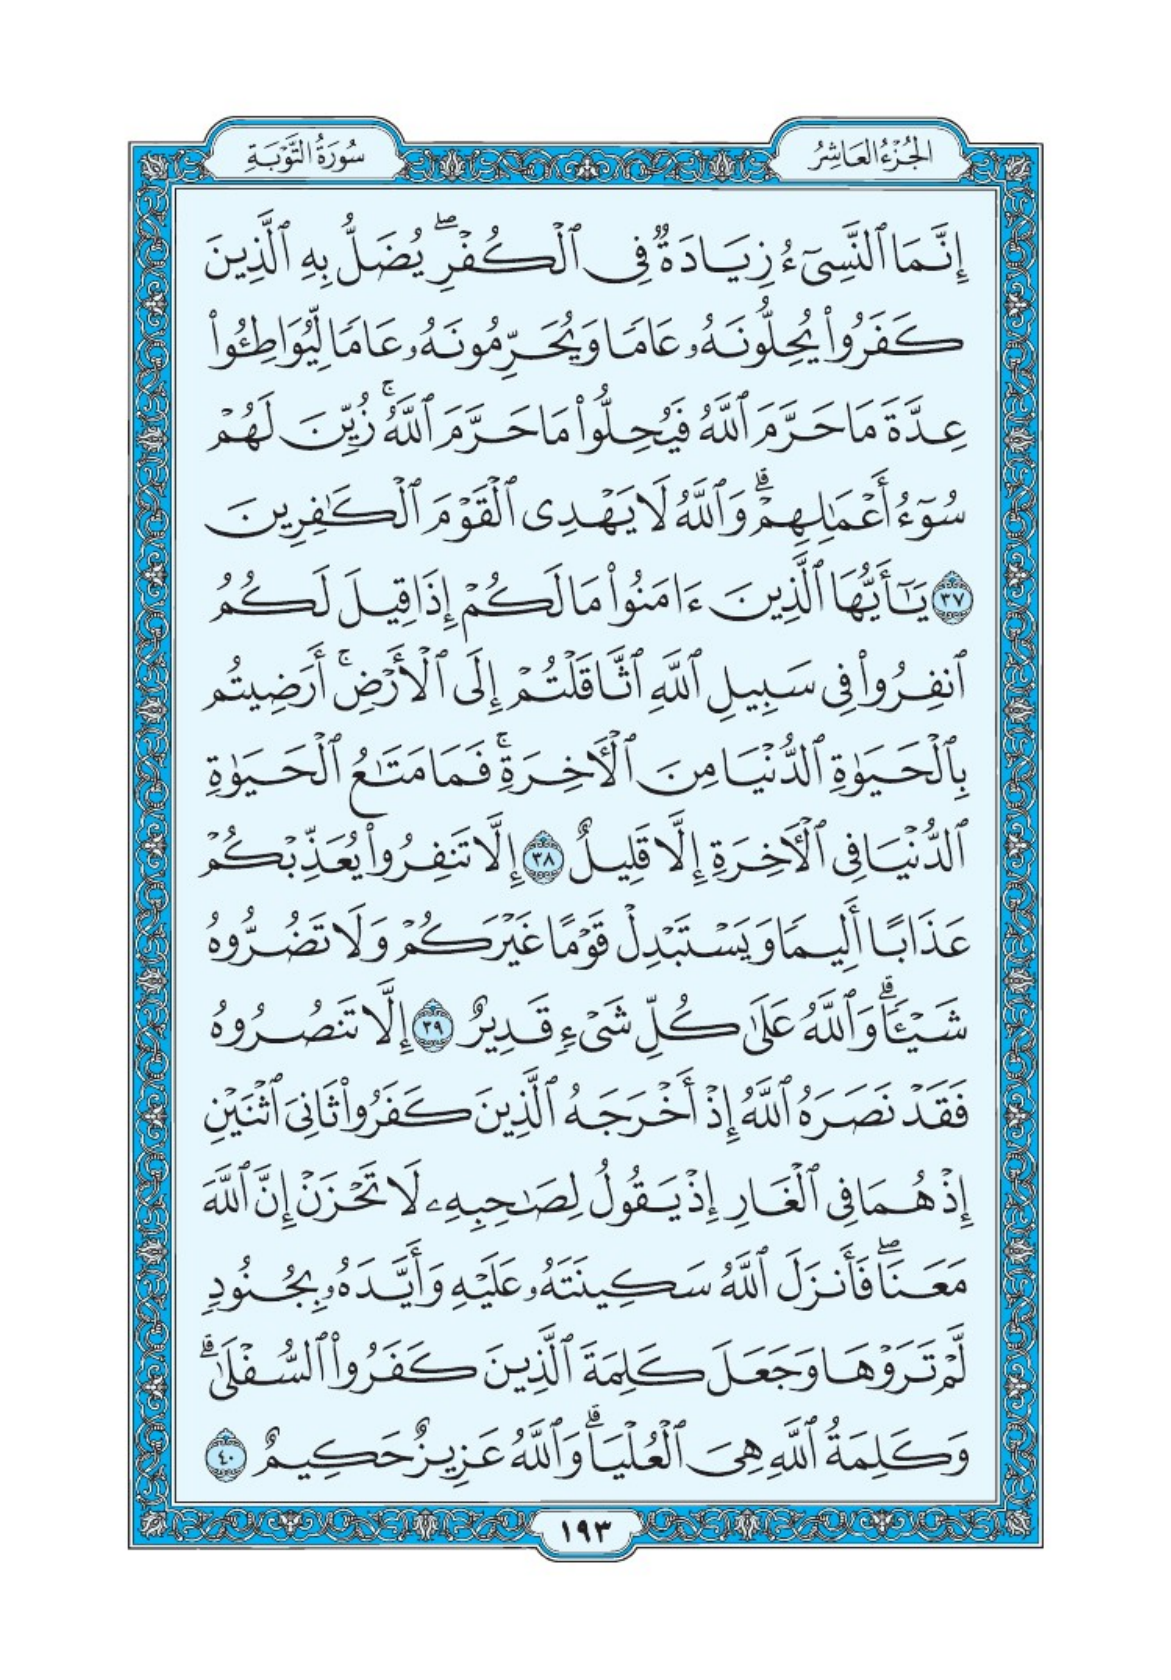 الجُزْءُ العَاشِرُ
سُورَةُ التَّوْبَةِ
إِنَّمَا ٱلنَّسِىٓءُ زِيَادَةٌ فِى ٱلْكُفْرِ ۖ يُضَلُّ بِهِ ٱلَّذِينَ
كَفَرُوا۟ يُحِلُّونَهُۥ عَامًا وَيُحَرِّمُونَهُۥ عَامًا لِّيُوَاطِـُٔوا۟
عِدَّةَ مَا حَرَّمَ ٱللَّهُ فَيُحِلُّوا۟ مَا حَرَّمَ ٱللَّهُ ۚ زُيِّنَ لَهُمْ
سُوٓءُ أَعْمَٰلِهِمْ ۗ وَٱللَّهُ لَا يَهْدِى ٱلْقَوْمَ ٱلْكَٰفِرِينَ
٣٧ يَٰٓأَيُّهَا ٱلَّذِينَ ءَامَنُوا۟ مَا لَكُمْ إِذَا قِيلَ لَكُمُ
ٱنفِرُوا۟ فِى سَبِيلِ ٱللَّهِ ٱثَّاقَلْتُمْ إِلَى ٱلْأَرْضِ ۚ أَرَضِيتُم
بِٱلْحَيَوٰةِ ٱلدُّنْيَا مِنَ ٱلْءَاخِرَةِ ۚ فَمَا مَتَٰعُ ٱلْحَيَوٰةِ
ٱلدُّنْيَا فِى ٱلْءَاخِرَةِ إِلَّا قَلِيلٌ ٣٨ إِلَّا تَنفِرُوا۟ يُعَذِّبْكُمْ
عَذَابًا أَلِيمًا وَيَسْتَبْدِلْ قَوْمًا غَيْرَكُمْ وَلَا تَضُرُّوهُ
شَيْـًٔا ۗ وَٱللَّهُ عَلَىٰ كُلِّ شَىْءٍ قَدِيرٌ ٣٩ إِلَّا تَنصُرُوهُ
فَقَدْ نَصَرَهُ ٱللَّهُ إِذْ أَخْرَجَهُ ٱلَّذِينَ كَفَرُوا۟ ثَانِىَ ٱثْنَيْنِ
إِذْ هُمَا فِى ٱلْغَارِ إِذْ يَقُولُ لِصَٰحِبِهِۦ لَا تَحْزَنْ إِنَّ ٱللَّهَ
مَعَنَا ۖ فَأَنزَلَ ٱللَّهُ سَكِينَتَهُۥ عَلَيْهِ وَأَيَّدَهُۥ بِجُنُودٍ
لَّمْ تَرَوْهَا وَجَعَلَ كَلِمَةَ ٱلَّذِينَ كَفَرُوا۟ ٱلسُّفْلَىٰ ۗ
وَكَلِمَةُ ٱللَّهِ هِىَ ٱلْعُلْيَا ۗ وَٱللَّهُ عَزِيزٌ حَكِيمٌ ٤٠
١٩٣